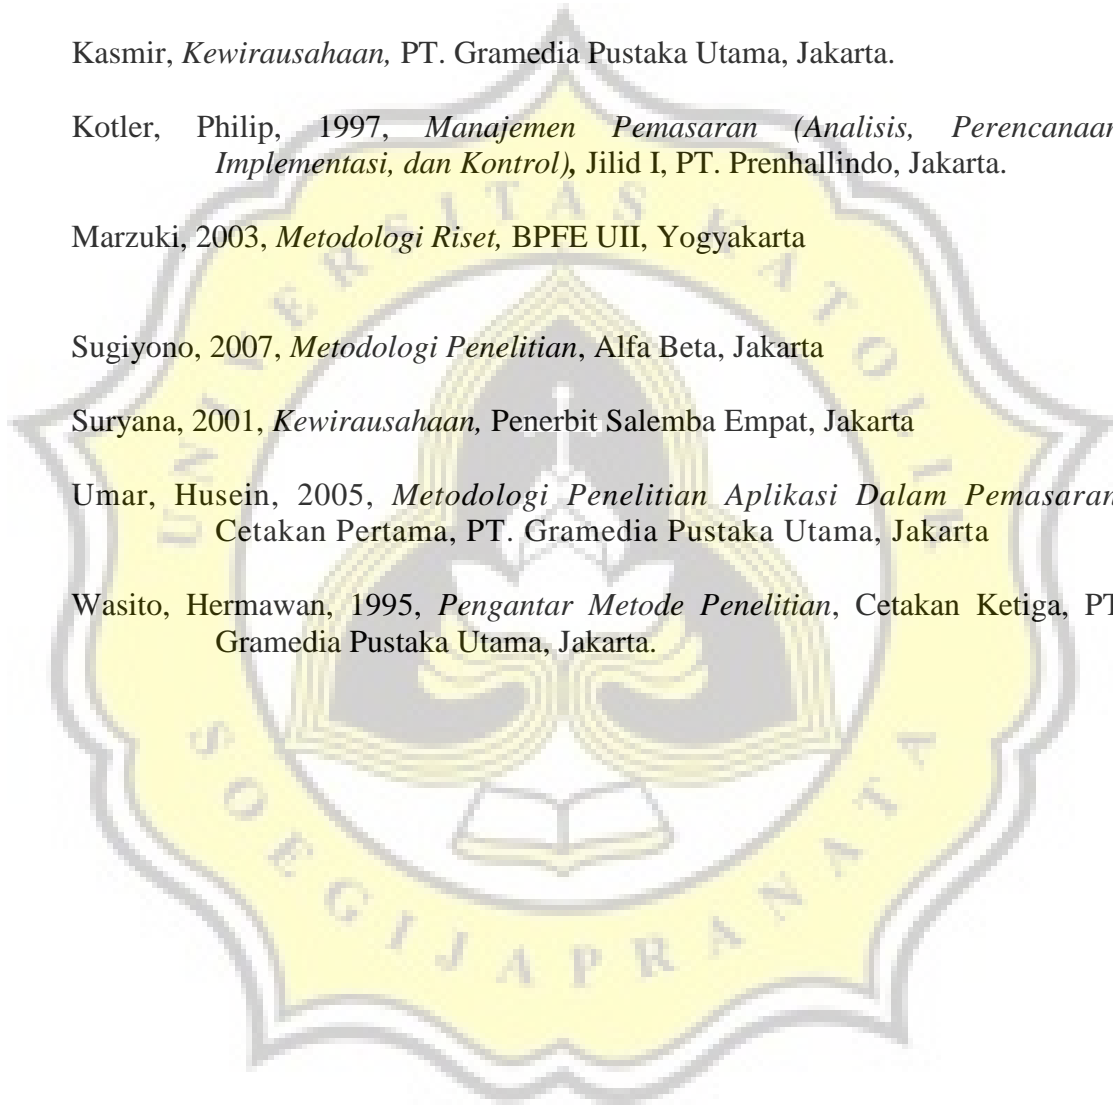 Kasmir, Kewirausahaan, PT. Gramedia Pustaka Utama, Jakarta.
Kotler, Philip, 1997, Manajemen Pemasaran (Analisis, Perencanaan
Implementasi, dan Kontrol), Jilid I, PT. Prenhallindo, Jakarta.
Marzuki, 2003, Metodologi Riset, BPFE UII, Yogyakarta
Sugiyono, 2007, Metodologi Penelitian, Alfa Beta, Jakarta
Suryana, 2001, Kewirausahaan, Penerbit Salemba Empat, Jakarta
Umar, Husein, 2005, Metodologi Penelitian Aplikasi Dalam Pemasaran
Cetakan Pertama, PT. Gramedia Pustaka Utama, Jakarta
Wasito, Hermawan, 1995, Pengantar Metode Penelitian, Cetakan Ketiga, PT
Gramedia Pustaka Utama, Jakarta.
UNIVERSITAS KATOLIK
SOEGIJAPRANATA